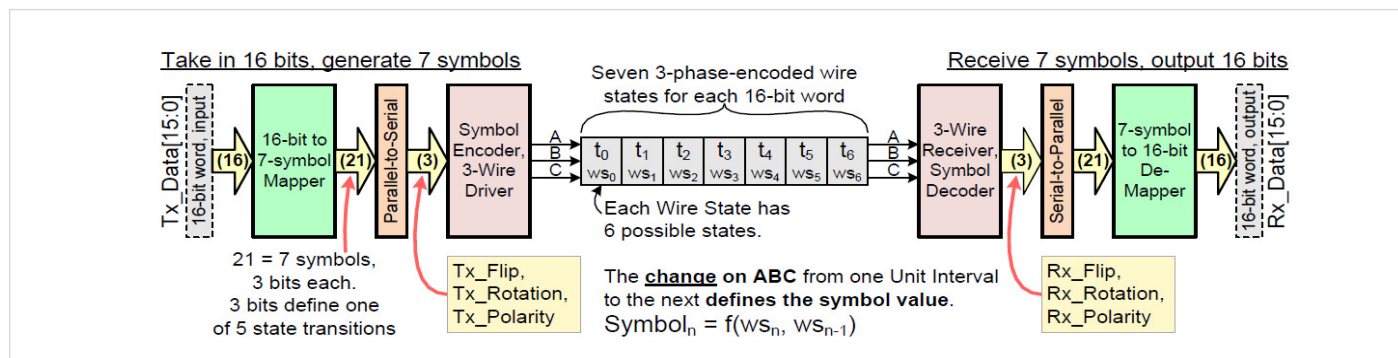 Take in 16 bits, generate 7 symbols
Receive 7 symbols, output 16 bits
Seven 3-phase-encoded wire
states for each 16-bit word
Tx_Data[15:0]
16-bit word, input
(16)
16-bit to
7-symbol
Mapper
(21)
Parallel-to-Serial
(3)
Symbol
Encoder,
3-Wire
Driver
A
B
C
t0 t1 t2 t3 t4 t5 t6
ws0 ws1 ws2 ws3 ws4 ws5 ws6
A
B
C
3-Wire
Receiver,
Symbol
Decoder
(3)
Serial-to-Parallel
(21)
7-symbol
to 16-bit
De-
Mapper
(16)
16-bit word, output
Rx_Data[15:0]
Each Wire State has
6 possible states.
21 = 7 symbols,
3 bits each.
3 bits define one
of 5 state transitions
Tx_Flip,
Tx_Rotation,
Tx_Polarity
The change on ABC from one Unit Interval
to the next defines the symbol value.
Symboln = f(wsn, wsn-1)
Rx_Flip,
Rx_Rotation,
Rx_Polarity